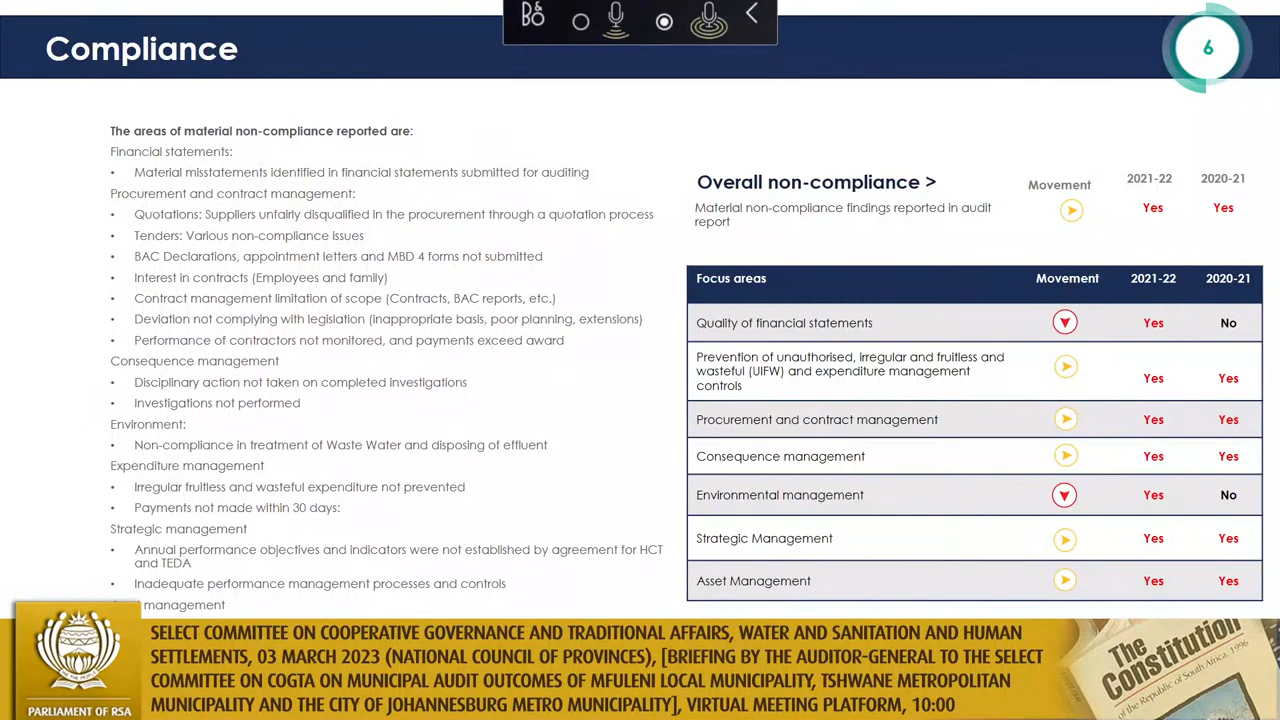 B&O
Compliance
6
The areas of material non-compliance reported are:
Financial statements:
• Material misstatements identified in financial statements submitted for auditing
Procurement and contract management:
• Quotations: Suppliers unfairly disqualified in the procurement through a quotation process
• Tenders: Various non-compliance issues
• BAC Declarations, appointment letters and MBD 4 forms not submitted
• Interest in contracts (Employees and family)
• Contract management limitation of scope (Contracts, BAC reports, etc.)
• Deviation not complying with legislation (inappropriate basis, poor planning, extensions)
• Performance of contractors not monitored, and payments exceed award
Consequence management
• Disciplinary action not taken on completed investigations
• Investigations not performed
Environment:
• Non-compliance in treatment of Waste Water and disposing of effluent
Expenditure management
• Irregular fruitless and wasteful expenditure not prevented
• Payments not made within 30 days:
Strategic management
• Annual performance objectives and indicators were not established by agreement for HCT
and TEDA
• Inadequate performance management processes and controls
management
Overall non-compliance > Movement 2021-22 2020-21
Material non-compliance findings reported in audit Yes Yes
report
Focus areas Movement 2021-22 2020-21
Quality of financial statements Yes No
Prevention of unauthorised, irregular and fruitless and
wasteful (UIFW) and expenditure management
controls Yes Yes
Procurement and contract management Yes Yes
Consequence management Yes Yes
Environmental management Yes No
Strategic Management Yes Yes
Asset Management Yes Yes
SELECT COMMITTEE ON COOPERATIVE GOVERNANCE AND TRADITIONAL AFFAIRS, WATER AND SANITATION AND HUMAN
SETTLEMENTS, 03 MARCH 2023 (NATIONAL COUNCIL OF PROVINCES), [BRIEFING BY THE AUDITOR-GENERAL TO THE SELECT
COMMITTEE ON COGTA ON MUNICIPAL AUDIT OUTCOMES OF MFULENI LOCAL MUNICIPALITY, TSHWANE METROPOLITAN
MUNICIPALITY AND THE CITY OF JOHANNESBURG METRO MUNICIPALITY], VIRTUAL MEETING PLATFORM, 10:00
PARLIAMENT OF RSA
The
Constitution
of the Republic of South Africa, 1996